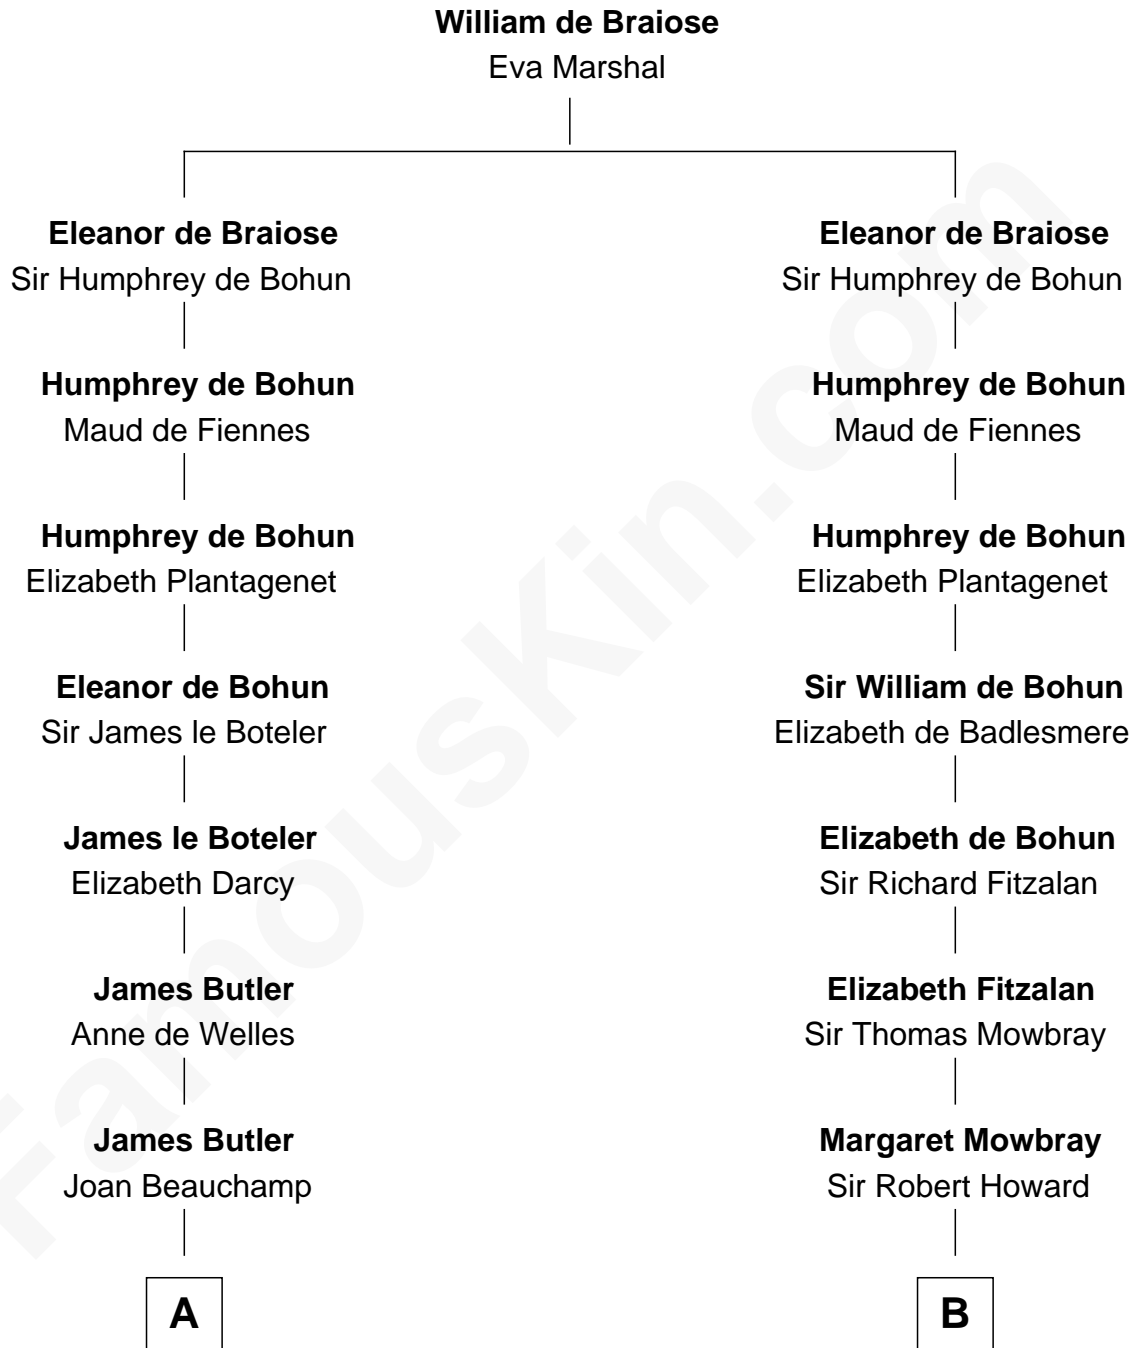 William de Braiose
Eva Marshal
Eleanor de Braiose
Sir Humphrey de Bohun
Humphrey de Bohun
Maud de Fiennes
Humphrey de Bohun
Elizabeth Plantagenet
Eleanor de Bohun
Sir James le Boteler
James le Boteler
Elizabeth Darcy
James Butler
Anne de Welles
James Butler
Joan Beauchamp
A
Eleanor de Braiose
Sir Humphrey de Bohun
Humphrey de Bohun
Maud de Fiennes
Humphrey de Bohun
Elizabeth Plantagenet
Sir William de Bohun
Elizabeth de Badlesmere
Elizabeth de Bohun
Sir Richard Fitzalan
Elizabeth Fitzalan
Sir Thomas Mowbray
Margaret Mowbray
Sir Robert Howard
B
FamousKin.com